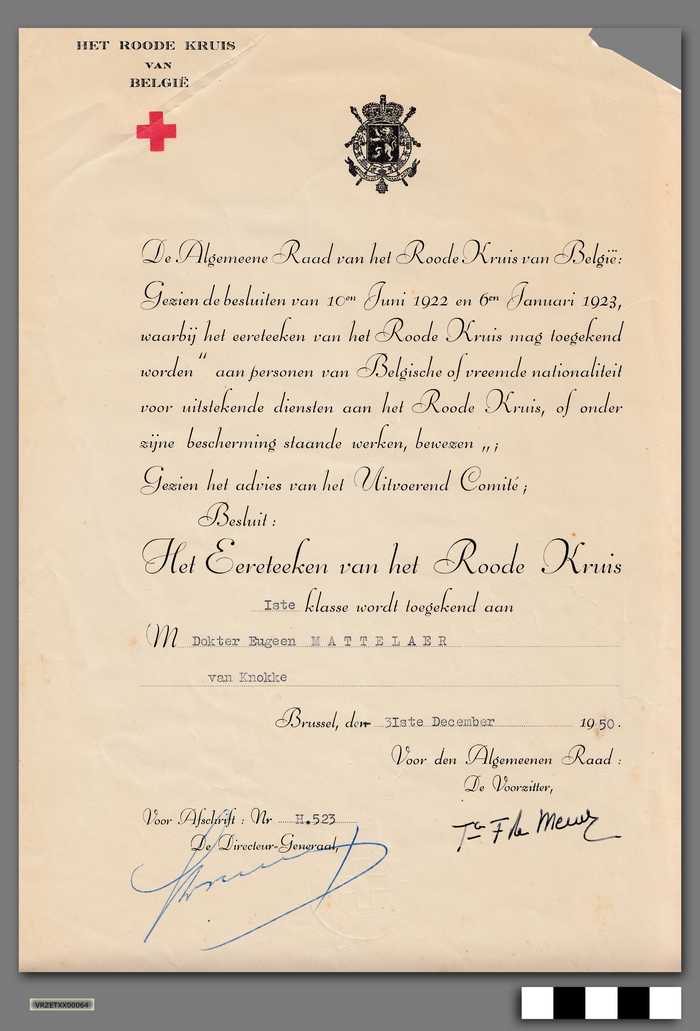 HET ROODE KRUIS
VAN
BELGIË
De Algemeene Raad van het Roode Kruis van België:
Gezien de besluiten van 10en Juni 1922 en 6en Januari 1923,
waarbij het eereteeken van het Roode Kruis mag toegekend
worden " aan personen van Belgische of vreemde nationaliteit
voor uitstekende diensten aan het Roode Kruis, of onder
zijne bescherming staande werken, bewezen „;
Gezien het advies van het Uitvoerend Comité;
Besluit:
Het Eereteeken van het Roode Kruis
Iste klasse wordt toegekend aan
M Dokter Eugeen M A T T E L A E R
van Knokke
Brussel, den 3Iste December 1950.
Voor den Algemeenen Raad:
De Voorzitter,
Voor Afschrift: Nr H.523
De Directeur-Generaal,
VRZETXX00064